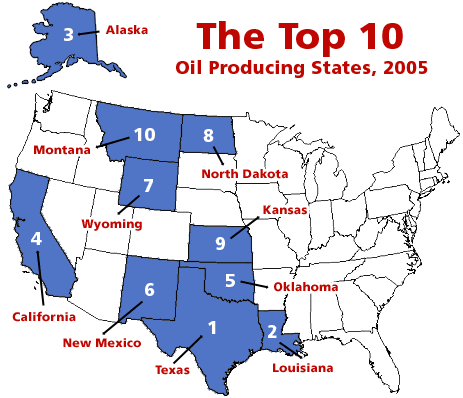 The Top 10
Oil Producing States, 2005
3
Alaska
10
8
Montana
North Dakota
7
Kansas
Wyoming
4
9
5
Oklahoma
6
California
1
2
New Mexico
Texas
Louisiana